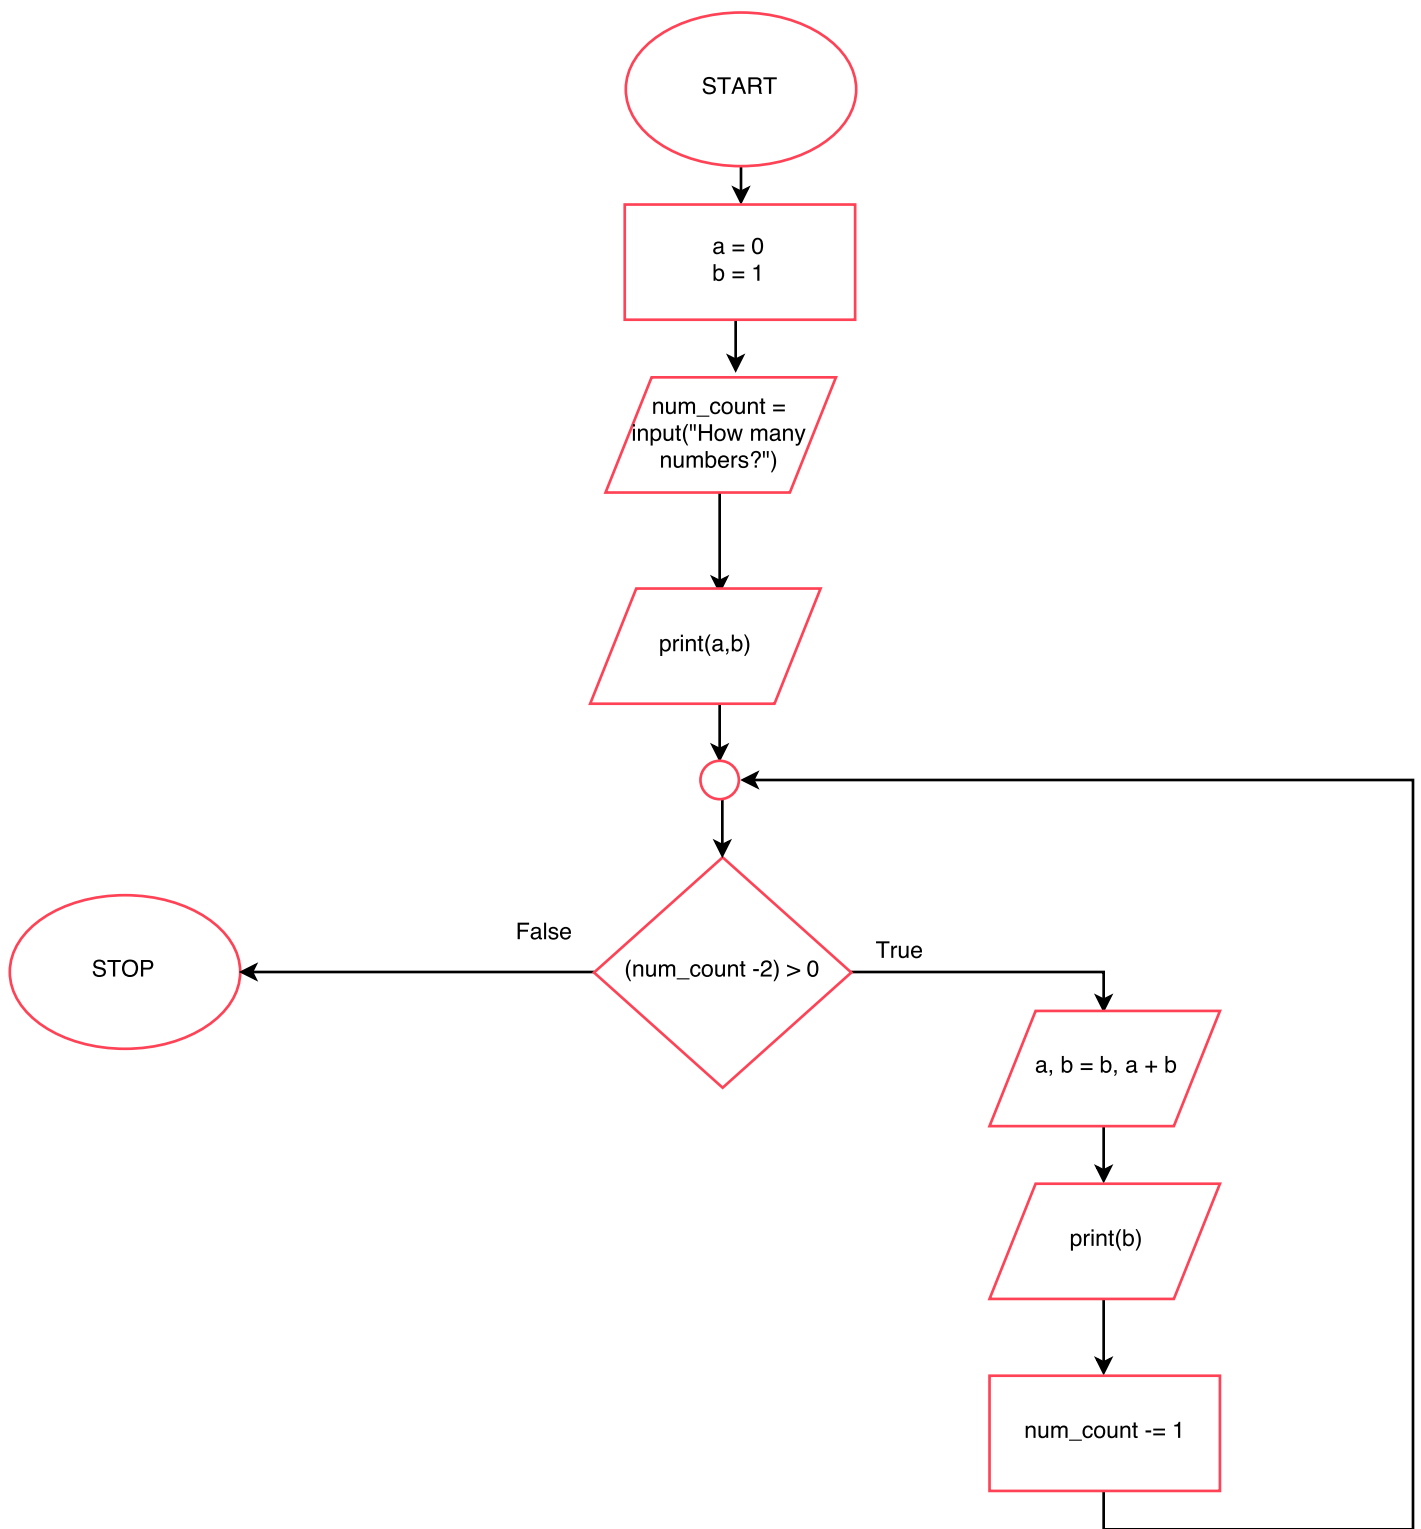 START
a = 0
b = 1
num_count =
input("How many
numbers?")
print(a,b)
False
True
STOP
(num_count -2) > 0
a, b = b, a + b
print(b)
num_count -= 1